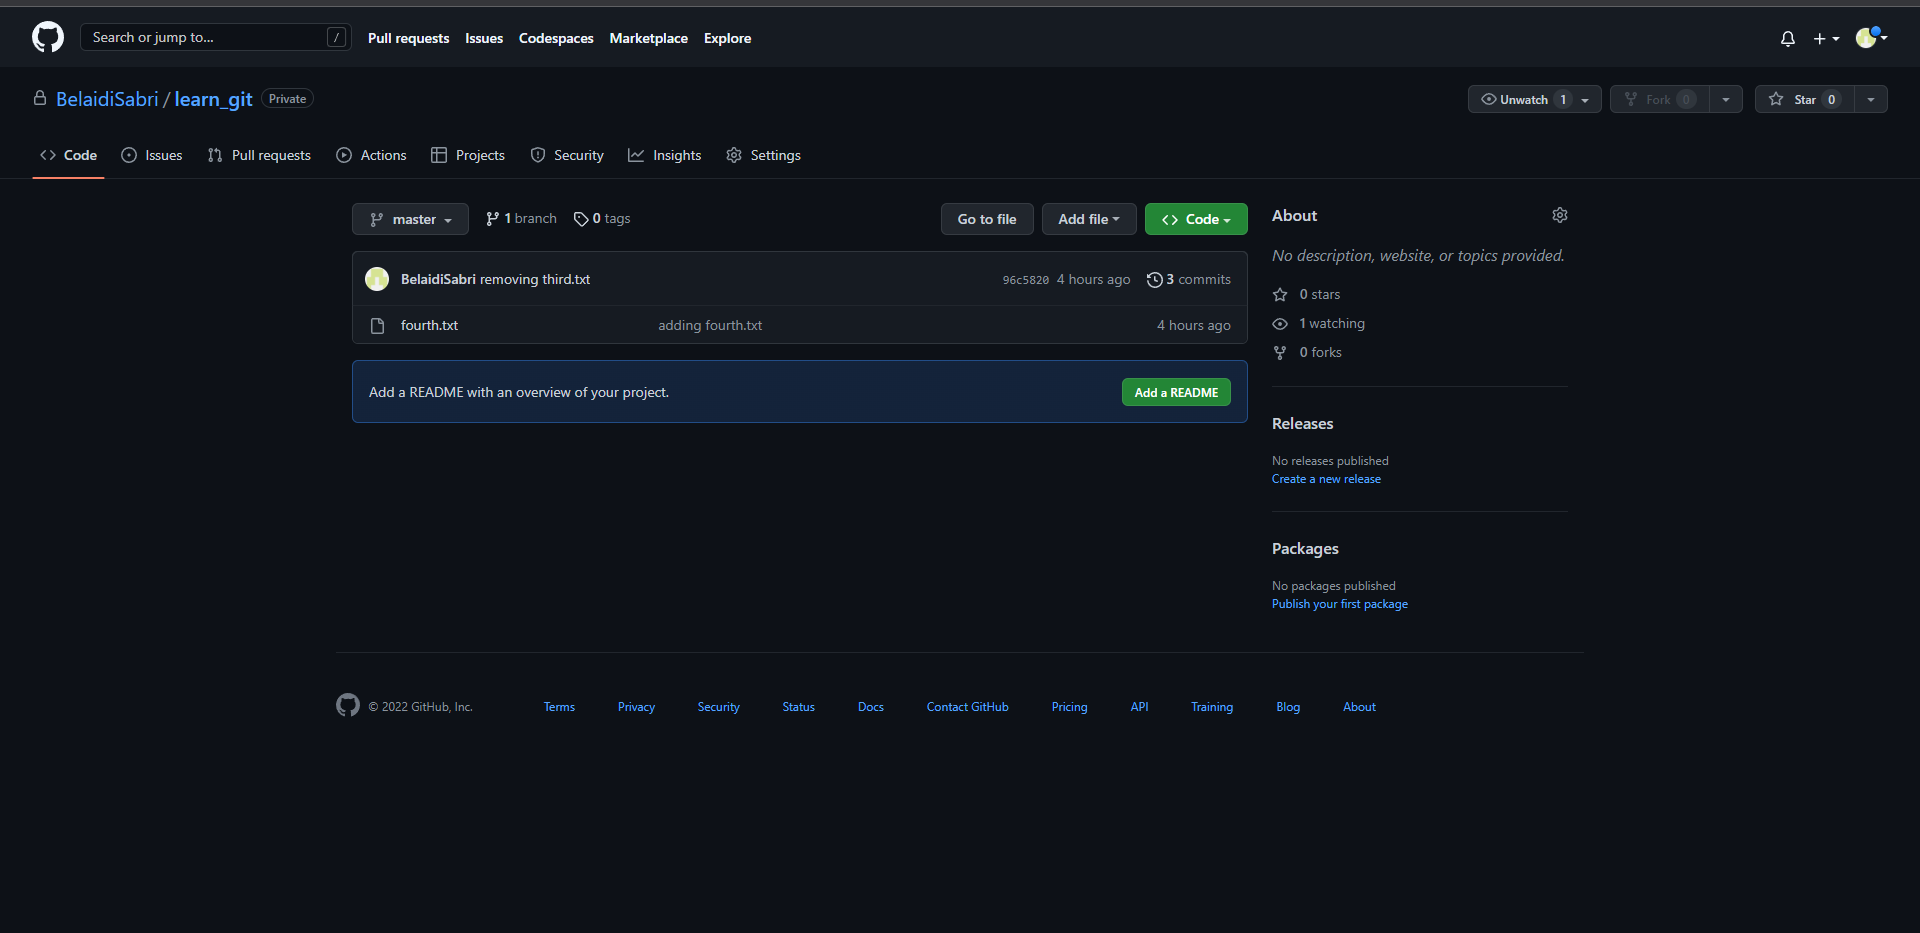 Search or jump to... /
Pull requests Issues Codespaces Marketplace Explore
BelaidiSabri / learn_git Private
Unwatch 1 Fork 0 Star 0
Code Issues Pull requests Actions Projects Security Insights Settings
master 1 branch 0 tags
Go to file Add file Code
BelaidiSabri removing third.txt 96c5820 4 hours ago 3 commits
fourth.txt adding fourth.txt 4 hours ago
Add a README with an overview of your project. Add a README
About
No description, website, or topics provided.
0 stars
1 watching
0 forks
Releases
No releases published
Create a new release
Packages
No packages published
Publish your first package
© 2022 GitHub, Inc. Terms Privacy Security Status Docs Contact GitHub Pricing API Training Blog About